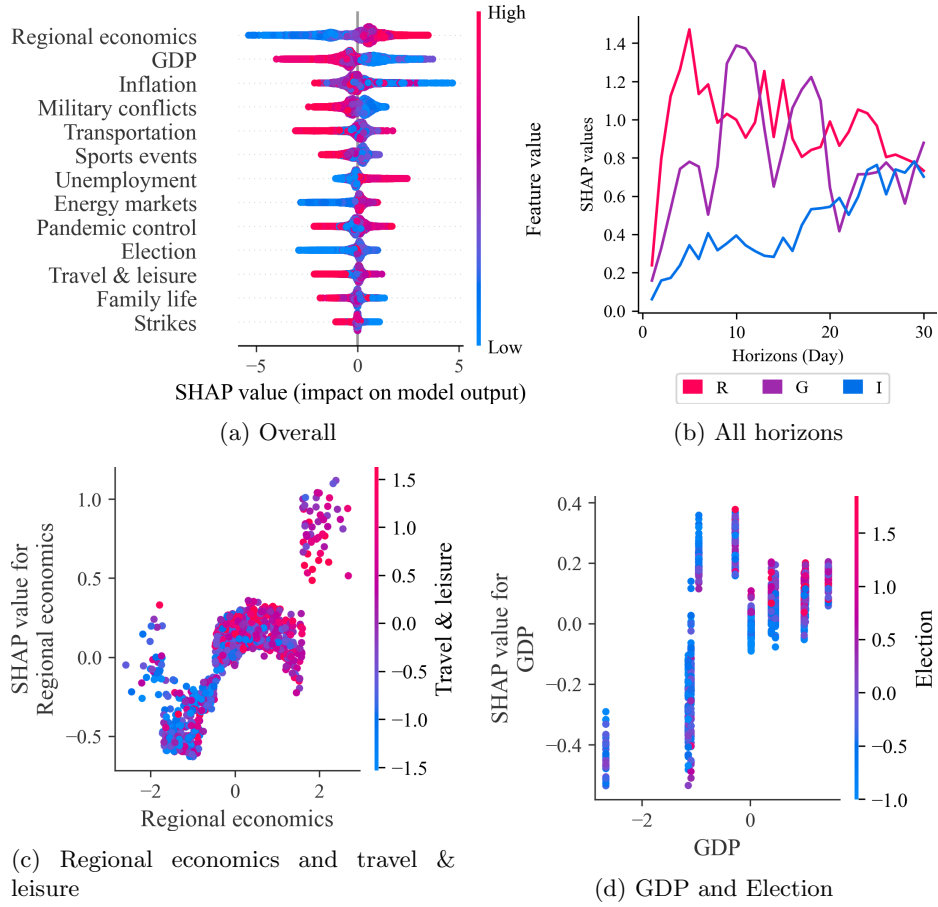 Regional economics
GDP
Inflation
Military conflicts
Transportation
Sports events
Unemployment
Energy markets
Pandemic control
Election
Travel & leisure
Family life
Strikes
−5
0
5
SHAP value (impact on model output)
High
Feature value
Low
(a) Overall
SHAP values
1.4
1.2
1.0
0.8
0.6
0.4
0.2
0.0
0
10
20
30
Horizons (Day)
R
G
I
(b) All horizons
SHAP value for
Regional economics
1.0
0.5
0.0
−0.5
−2
0
2
Regional economics
1.5
1.0
0.5
0.0
−0.5
−1.0
−1.5
Travel & leisure
(c) Regional economics and travel &
leisure
SHAP value for
GDP
0.4
0.2
0.0
−0.2
−0.4
−2
0
GDP
1.5
1.0
0.5
0.0
−0.5
−1.0
Election
(d) GDP and Election